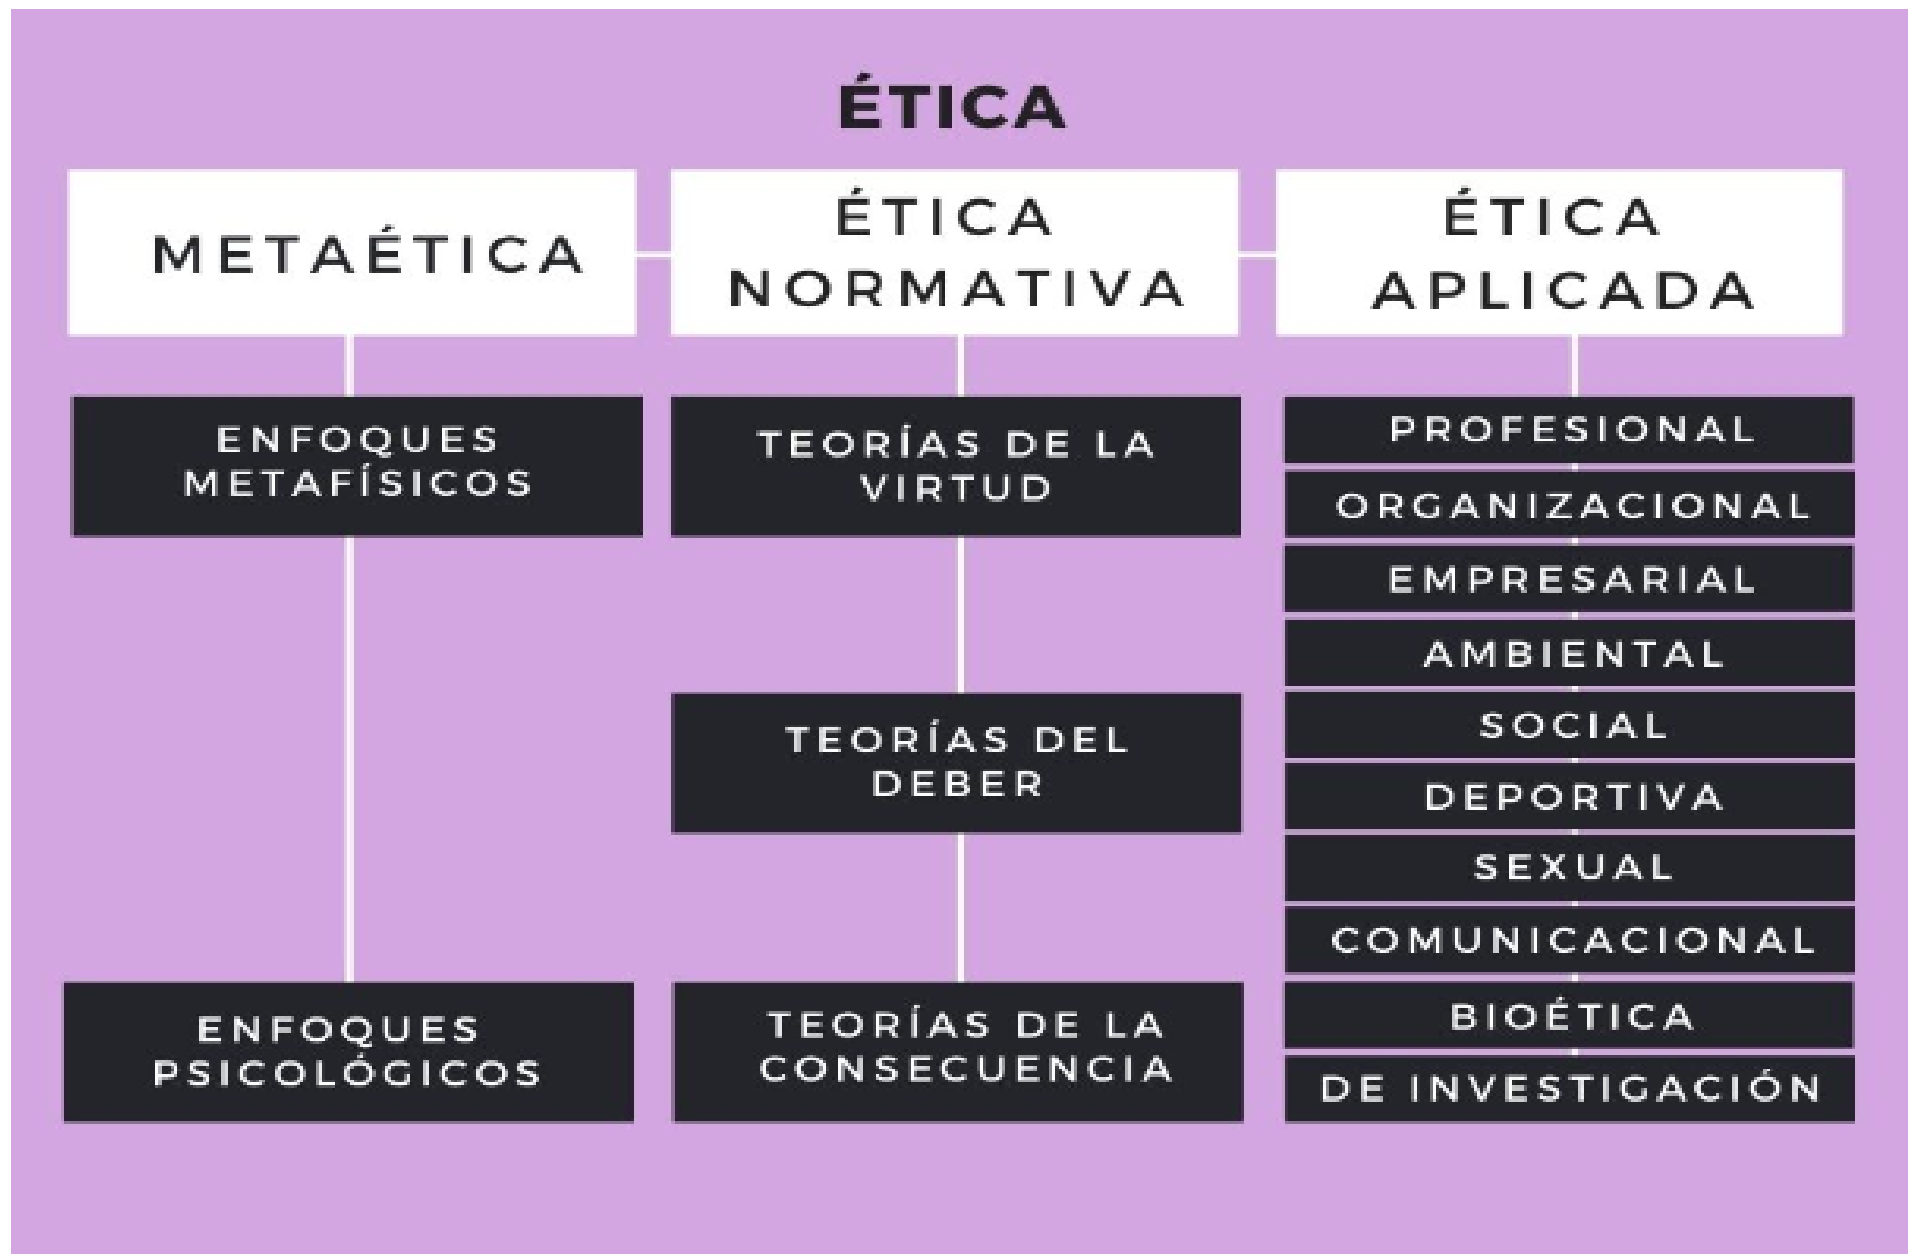 ÉTICA
METAÉTICA
ENFOQUES
METAFÍSICOS
ENFOQUES
PSICOLÓGICOS
ÉTICA
NORMATIVA
TEORÍAS DE LA
VIRTUD
TEORÍAS DEL
DEBER
TEORÍAS DE LA
CONSECUENCIA
ÉTICA
APLICADA
PROFESIONAL
ORGANIZACIONAL
EMPRESARIAL
AMBIENTAL
SOCIAL
DEPORTIVA
SEXUAL
COMUNICACIONAL
BIOÉTICA
DE INVESTIGACIÓN